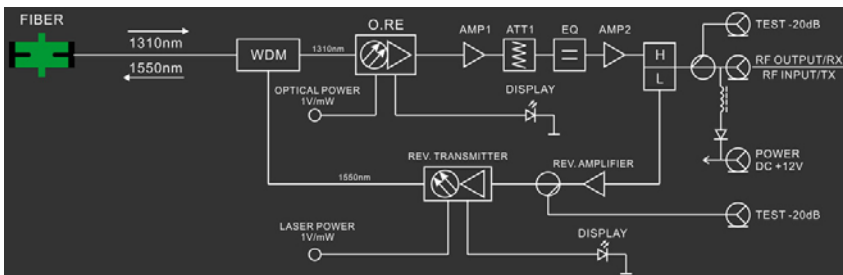 FIBER
1310nm
1550nm
WDM
1310nm
O.RE
AMP1
ATT1
EQ
AMP2
H
L
TEST -20dB
RF OUTPUT/RX
RF INPUT/TX
OPTICAL POWER
1V/mW
DISPLAY
POWER
DC +12V
REV. TRANSMITTER
REV. AMPLIFIER
1550nm
TEST -20dB
LASER POWER
1V/mW
DISPLAY